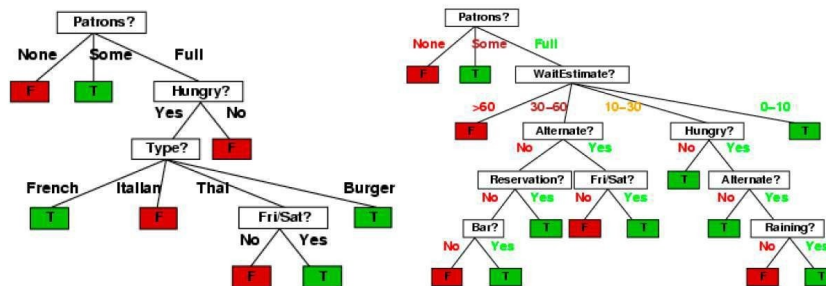 Patrons?
None Some Full
F T Hungry?
Yes No
Type? F
French Italian Thai Burger
T F Fri/Sat? T
No Yes
F T
Patrons?
None Some Full
F T WaitEstimate?
>60 30–60 10–30 0–10
F Alternate? Hungry? T
No Yes No Yes
Reservation? Fri/Sat? T Alternate?
No Yes No Yes No Yes
Bar? T F T T Raining?
No Yes No Yes
F T F T